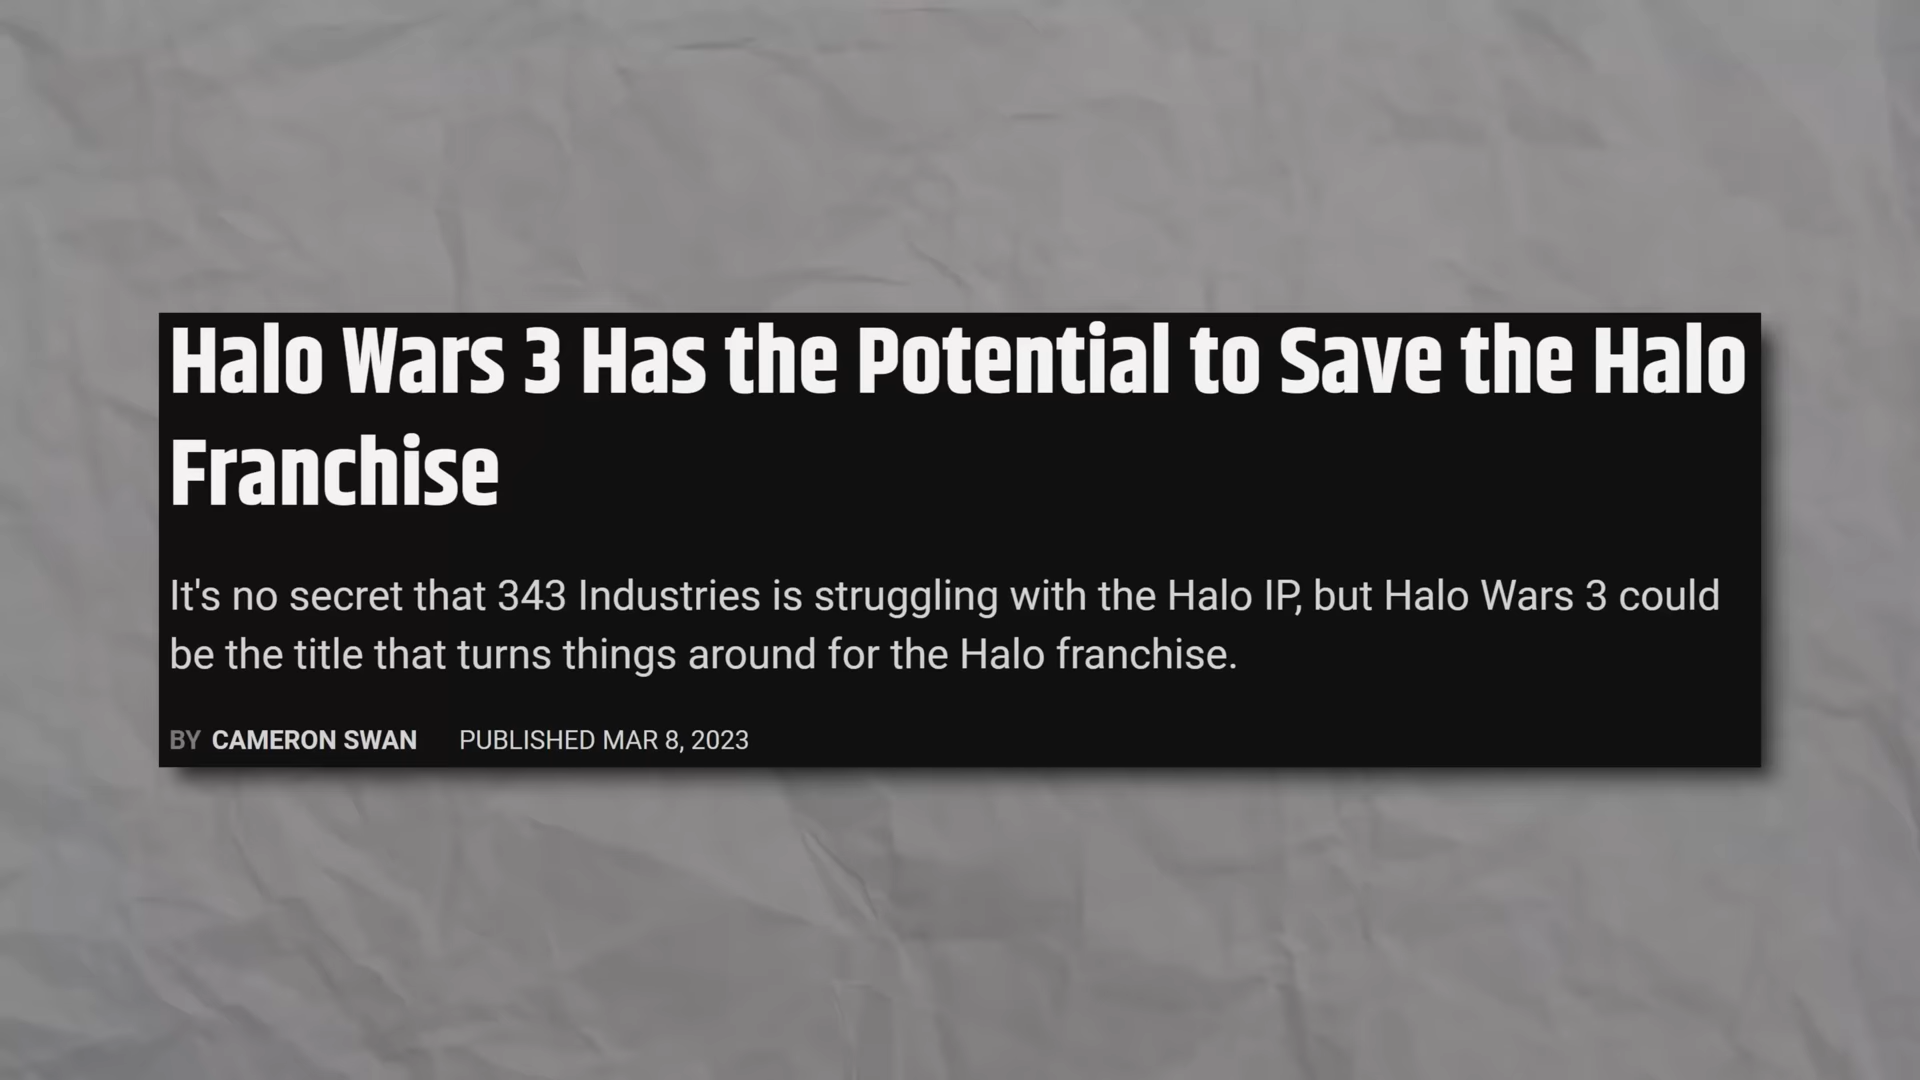 Halo Wars 3 Has the Potential to Save the Halo
Franchise
It's no secret that 343 Industries is struggling with the Halo IP, but Halo Wars 3 could
be the title that turns things around for the Halo franchise.
BY CAMERON SWAN PUBLISHED MAR 8, 2023